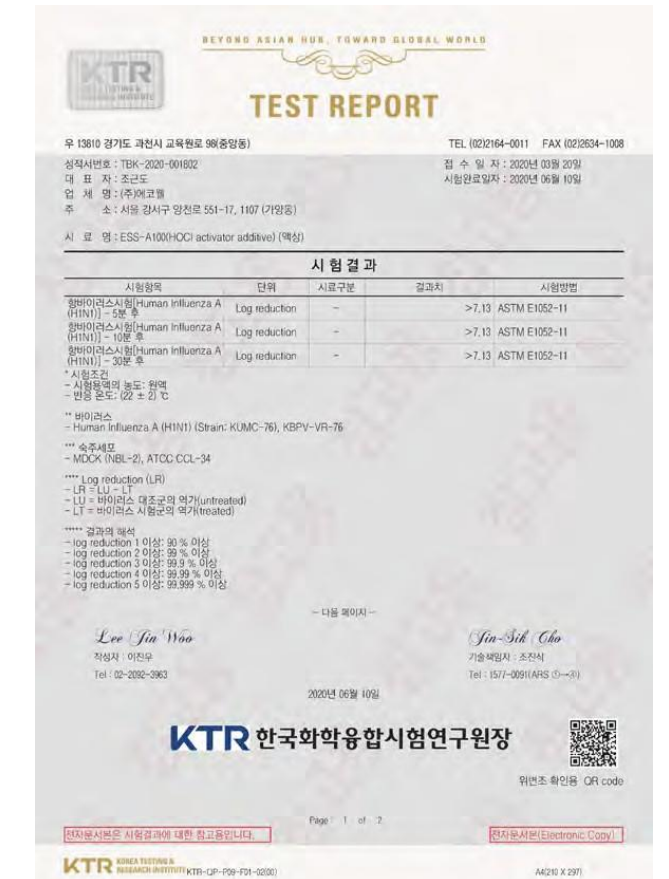 BEYOND ASIAN HUB, TOWARD GLOBAL WORLD
KTR
TESTING &
RESEARCH INSTITUTE
TEST REPORT
우 13810 경기도 과천시 교육원로 98(중앙동) TEL (02)2164-0011 FAX (02)2634-1008
성적서번호 : TBK-2020-001802 접 수 일 자 : 2020년 03월 20일
대 표 자 : 조근도 시험완료일자 : 2020년 06월 10일
업 체 명 : (주)에코웰
주 소 : 서울 강서구 양천로 551-17, 1107 (가양동)
시 료 명 : ESS-A100(HOCl activator additive) (액상)
시 험 결 과
시험항목 단위 시료구분 결과치 시험방법
항바이러스시험[Human Influenza A
(H1N1)] - 5분 후 Log reduction - >7.13 ASTM E1052-11
항바이러스시험[Human Influenza A
(H1N1)] - 10분 후 Log reduction - >7.13 ASTM E1052-11
항바이러스시험[Human Influenza A
(H1N1)] - 30분 후 Log reduction - >7.13 ASTM E1052-11
* 시험조건
- 시험용액의 농도: 원액
- 반응 온도: (22 ± 2) ℃
** 바이러스
- Human Influenza A (H1N1) (Strain: KUMC-76), KBPV-VR-76
*** 숙주세포
- MDCK (NBL-2), ATCC CCL-34
**** Log reduction (LR)
- LR = LU - LT
- LU = 바이러스 대조군의 역가(untreated)
- LT = 바이러스 시험군의 역가(treated)
***** 결과의 해석
- log reduction 1 이상: 90 % 이상
- log reduction 2 이상: 99 % 이상
- log reduction 3 이상: 99.9 % 이상
- log reduction 4 이상: 99.99 % 이상
- log reduction 5 이상: 99.999 % 이상
- 다음 페이지 -
Lee Jin Woo Jin-Sik Cho
작성자 : 이진우 기술책임자 : 조진식
Tel : 02-2092-3963 Tel : 1577-0091(ARS ①→③)
2020년 06월 10일
KTR 한국화학융합시험연구원장
위변조 확인용 QR code
Page : 1 of 2
전자문서본은 시험결과에 대한 참고용입니다. 전자문서본(Electronic Copy)
KTR KOREA TESTING &
RESEARCH INSTITUTE KTR-QP-P09-F01-02(00) A4(210 X 297)